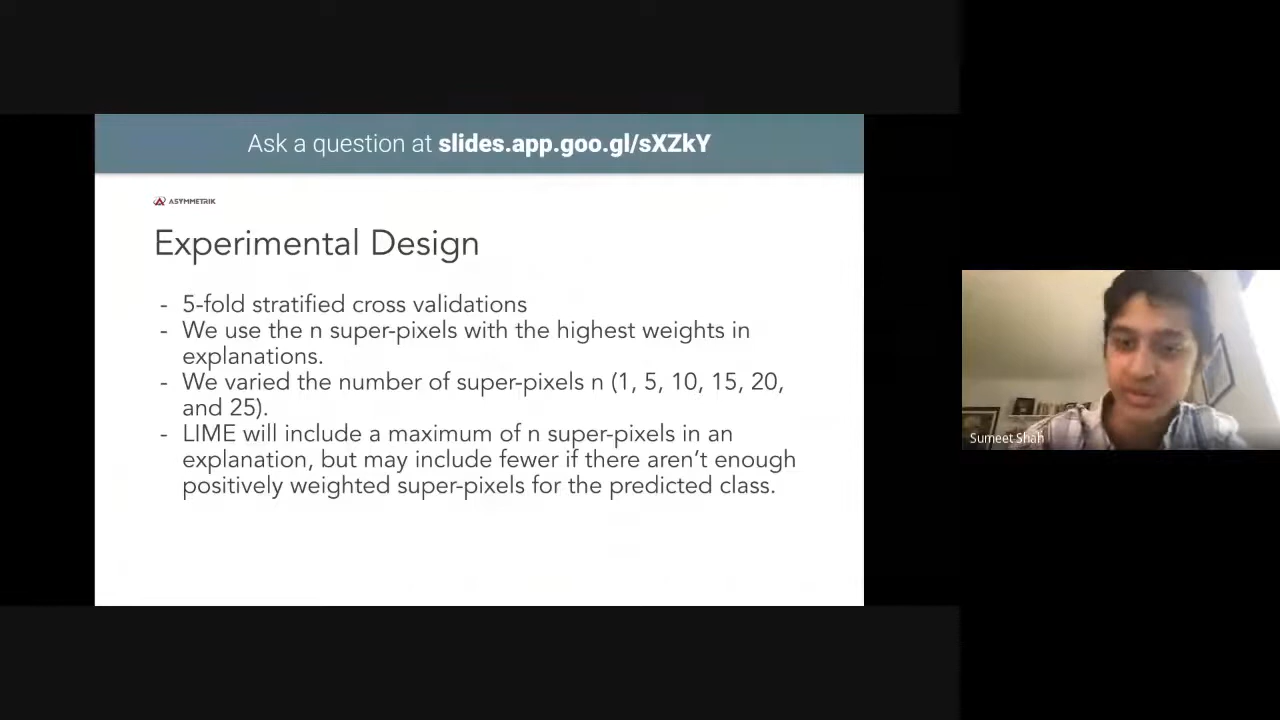 Ask a question at slides.app.goo.gl/sXZkY
ASYMMETRIK
Experimental Design
- 5-fold stratified cross validations
- We use the n super-pixels with the highest weights in
explanations.
- We varied the number of super-pixels n (1, 5, 10, 15, 20,
and 25).
- LIME will include a maximum of n super-pixels in an
explanation, but may include fewer if there aren’t enough
positively weighted super-pixels for the predicted class.
Sumeet Shah